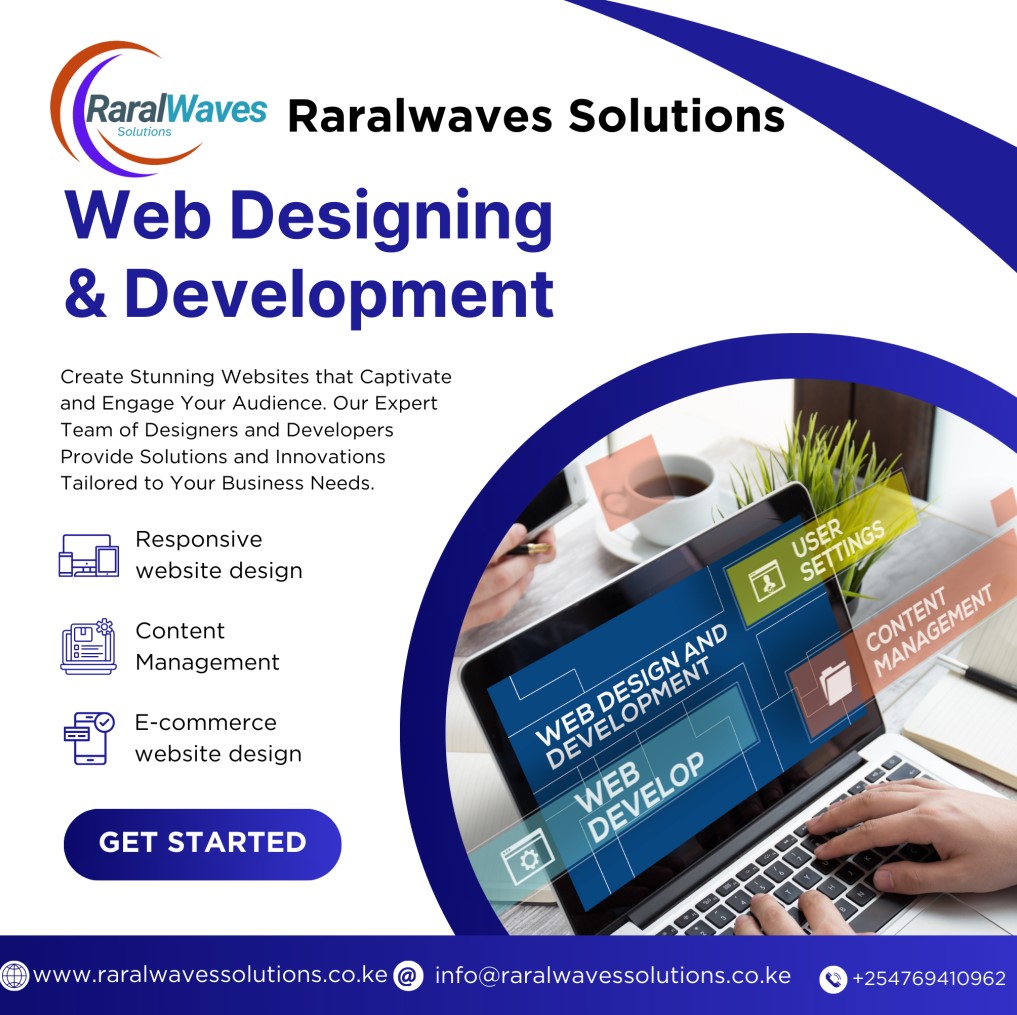 RaralWaves
Solutions
Raralwaves Solutions
Web Designing
& Development
Create Stunning Websites that Captivate
and Engage Your Audience. Our Expert
Team of Designers and Developers
Provide Solutions and Innovations
Tailored to Your Business Needs.
Responsive
website design
Content
Management
E-commerce
website design
GET STARTED
USER
SETTINGS
CONTENT
MANAGEMENT
WEB DESIGN AND
DEVELOPMENT
WEB
DEVELOP
www.raralwavessolutions.co.ke @ info@raralwavessolutions.co.ke +254769410962